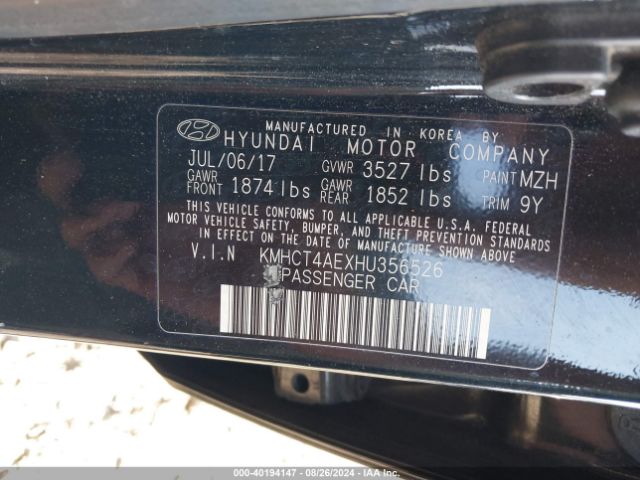 MANUFACTURED IN KOREA BY
HYUNDAI MOTOR COMPANY
JUL/06/17 GVWR 3527 lbs PAINT MZH
GAWR FRONT 1874 lbs GAWR REAR 1852 lbs TRIM 9Y
THIS VEHICLE CONFORMS TO ALL APPLICABLE U.S.A. FEDERAL
MOTOR VEHICLE SAFETY, BUMPER, AND THEFT PREVENTION STANDARDS
IN EFFECT ON THE DATE OF MANUFACTURE SHOWN ABOVE.
V.I.N KMHCT4AEXHU356526
PASSENGER CAR
000-40194147 - 08/26/2024 - IAA Inc.